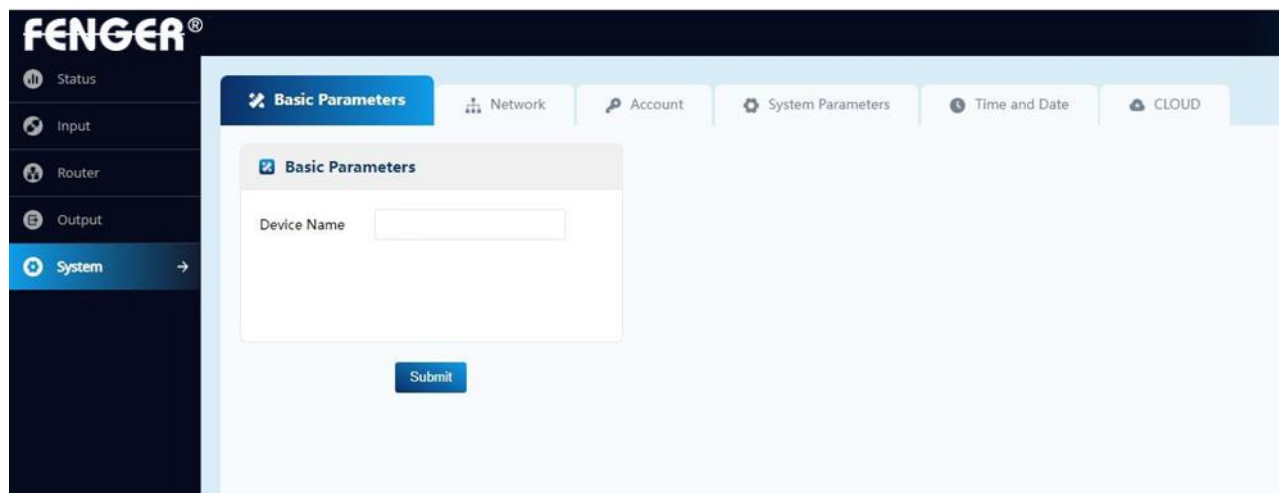 FENGER®
Status
Input
Router
Output
System
Basic Parameters
Network
Account
System Parameters
Time and Date
CLOUD
Basic Parameters
Device Name
Submit